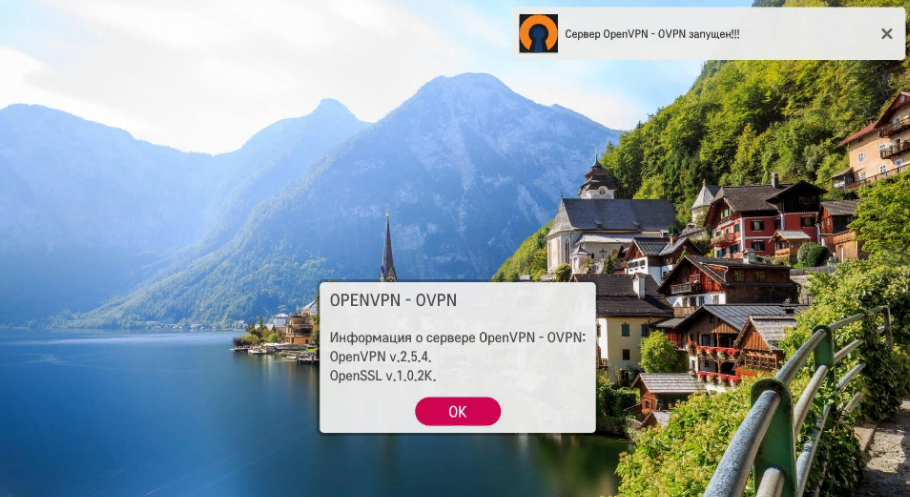 Сервер OpenVPN - OVPN запущен!!!
OPENVPN - OVPN
Информация о сервере OpenVPN - OVPN:
OpenVPN v.2.5.4.
OpenSSL v.1.0.2K.
OK